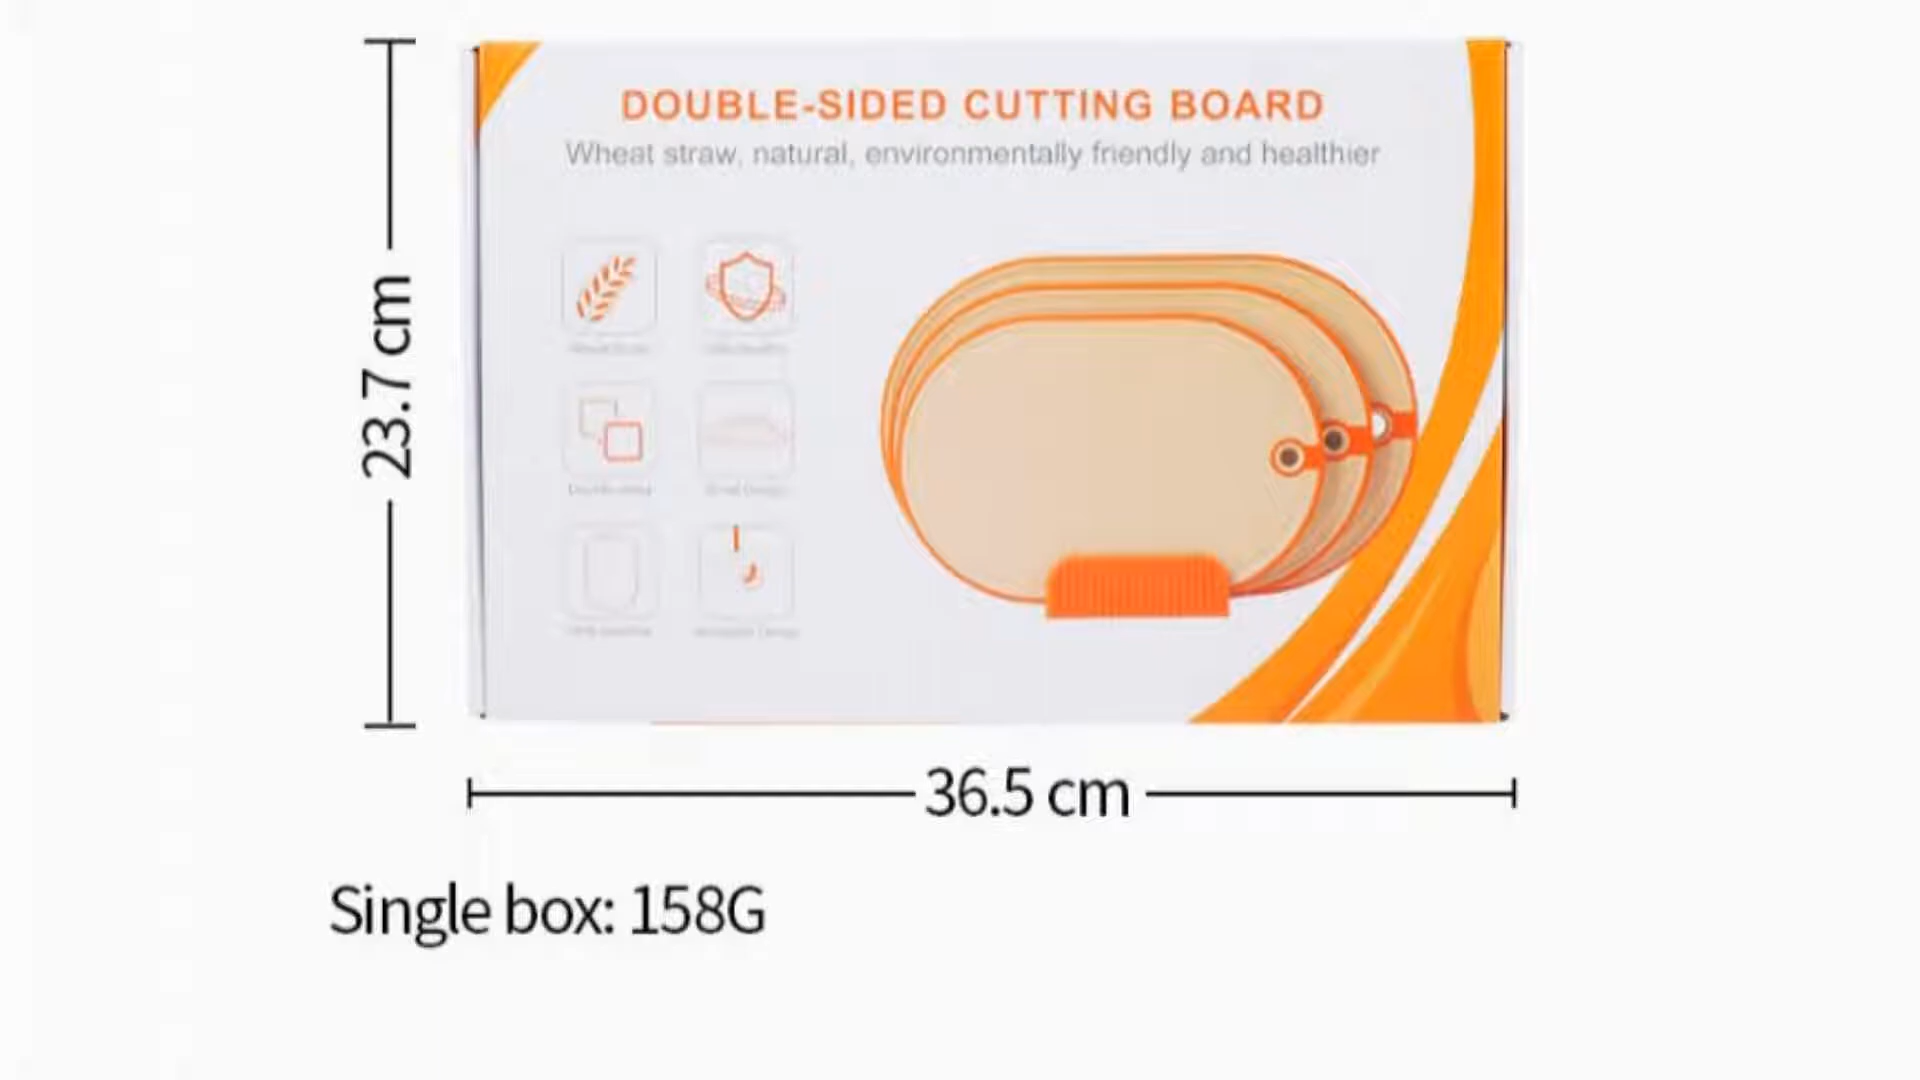 DOUBLE-SIDED CUTTING BOARD
Wheat straw, natural, environmentally friendly and healthier
23.7 cm
36.5 cm
Single box: 158G